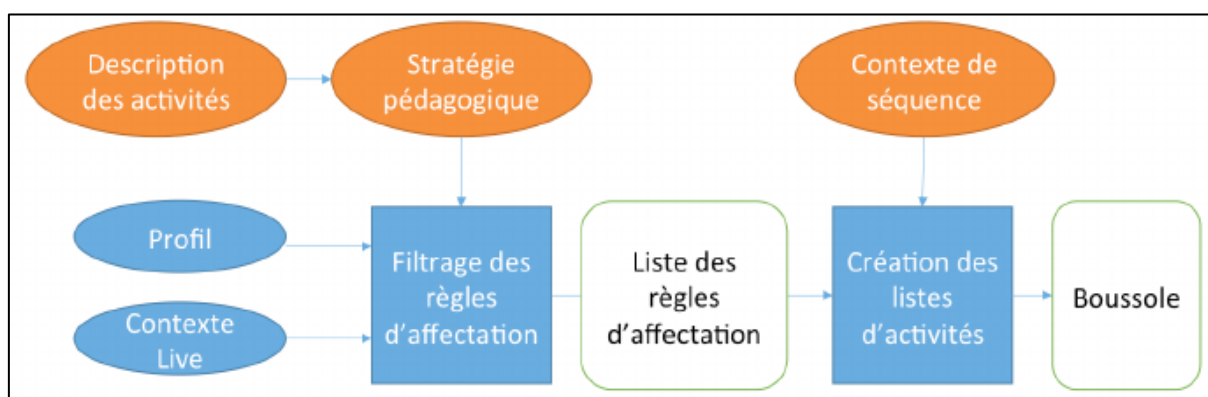 Description
des activités
Stratégie
pédagogique
Contexte de
séquence
Profil
Contexte
Live
Filtrage des
règles
d'affectation
Liste des
règles
d'affectation
Création des
listes
d'activités
Boussole